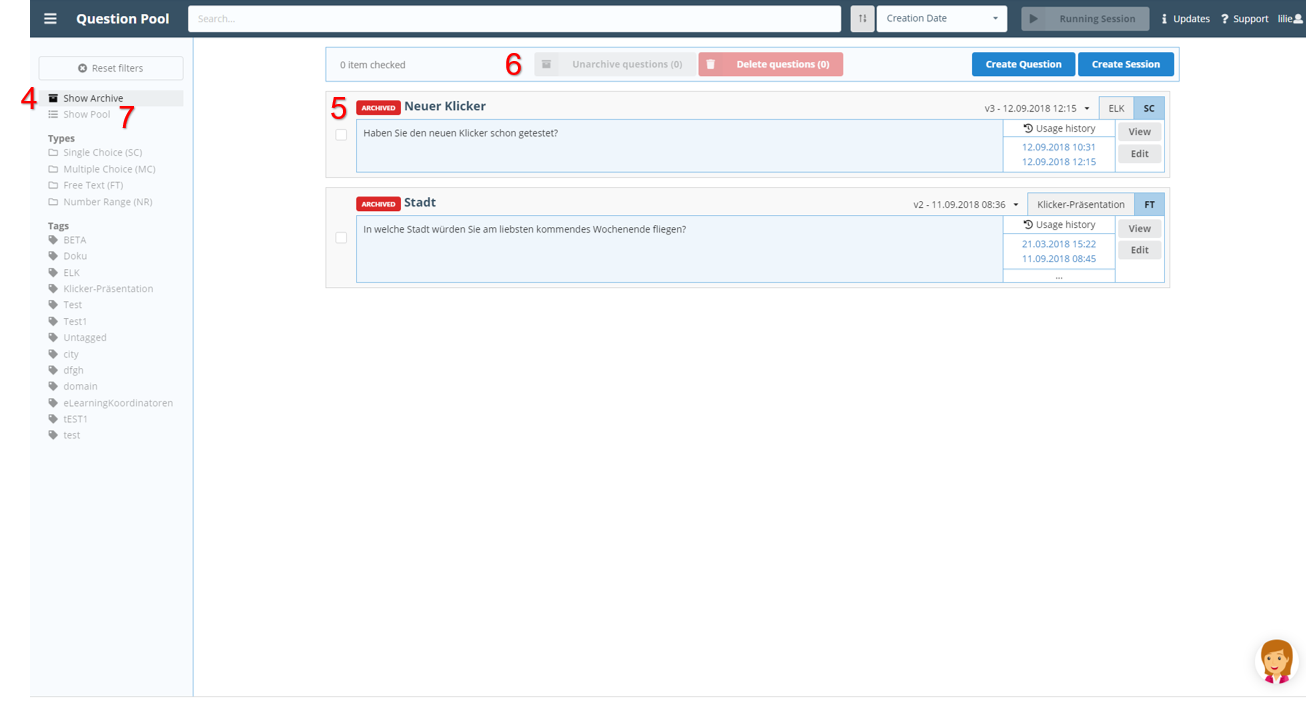 Question Pool Search... Creation Date Running Session Updates ? Support lilie
Reset filters
0 item checked 6 Unarchive questions (0) Delete questions (0) Create Question Create Session
4 Show Archive
Show Pool 7
Types
Single Choice (SC)
Multiple Choice (MC)
Free Text (FT)
Number Range (NR)
Tags
BETA
Doku
ELK
Klicker-Präsentation
Test
Test1
Untagged
city
dfgh
domain
eLearningKoordinatoren
tEST1
test
5 ARCHIVED Neuer Klicker v3 - 12.09.2018 12:15 ELK SC
Haben Sie den neuen Klicker schon getestet?
Usage history
12.09.2018 10:31
12.09.2018 12:15
View
Edit
ARCHIVED Stadt v2 - 11.09.2018 08:36 Klicker-Präsentation FT
In welche Stadt würden Sie am liebsten kommendes Wochenende fliegen?
Usage history
21.03.2018 15:22
11.09.2018 08:45
...
View
Edit